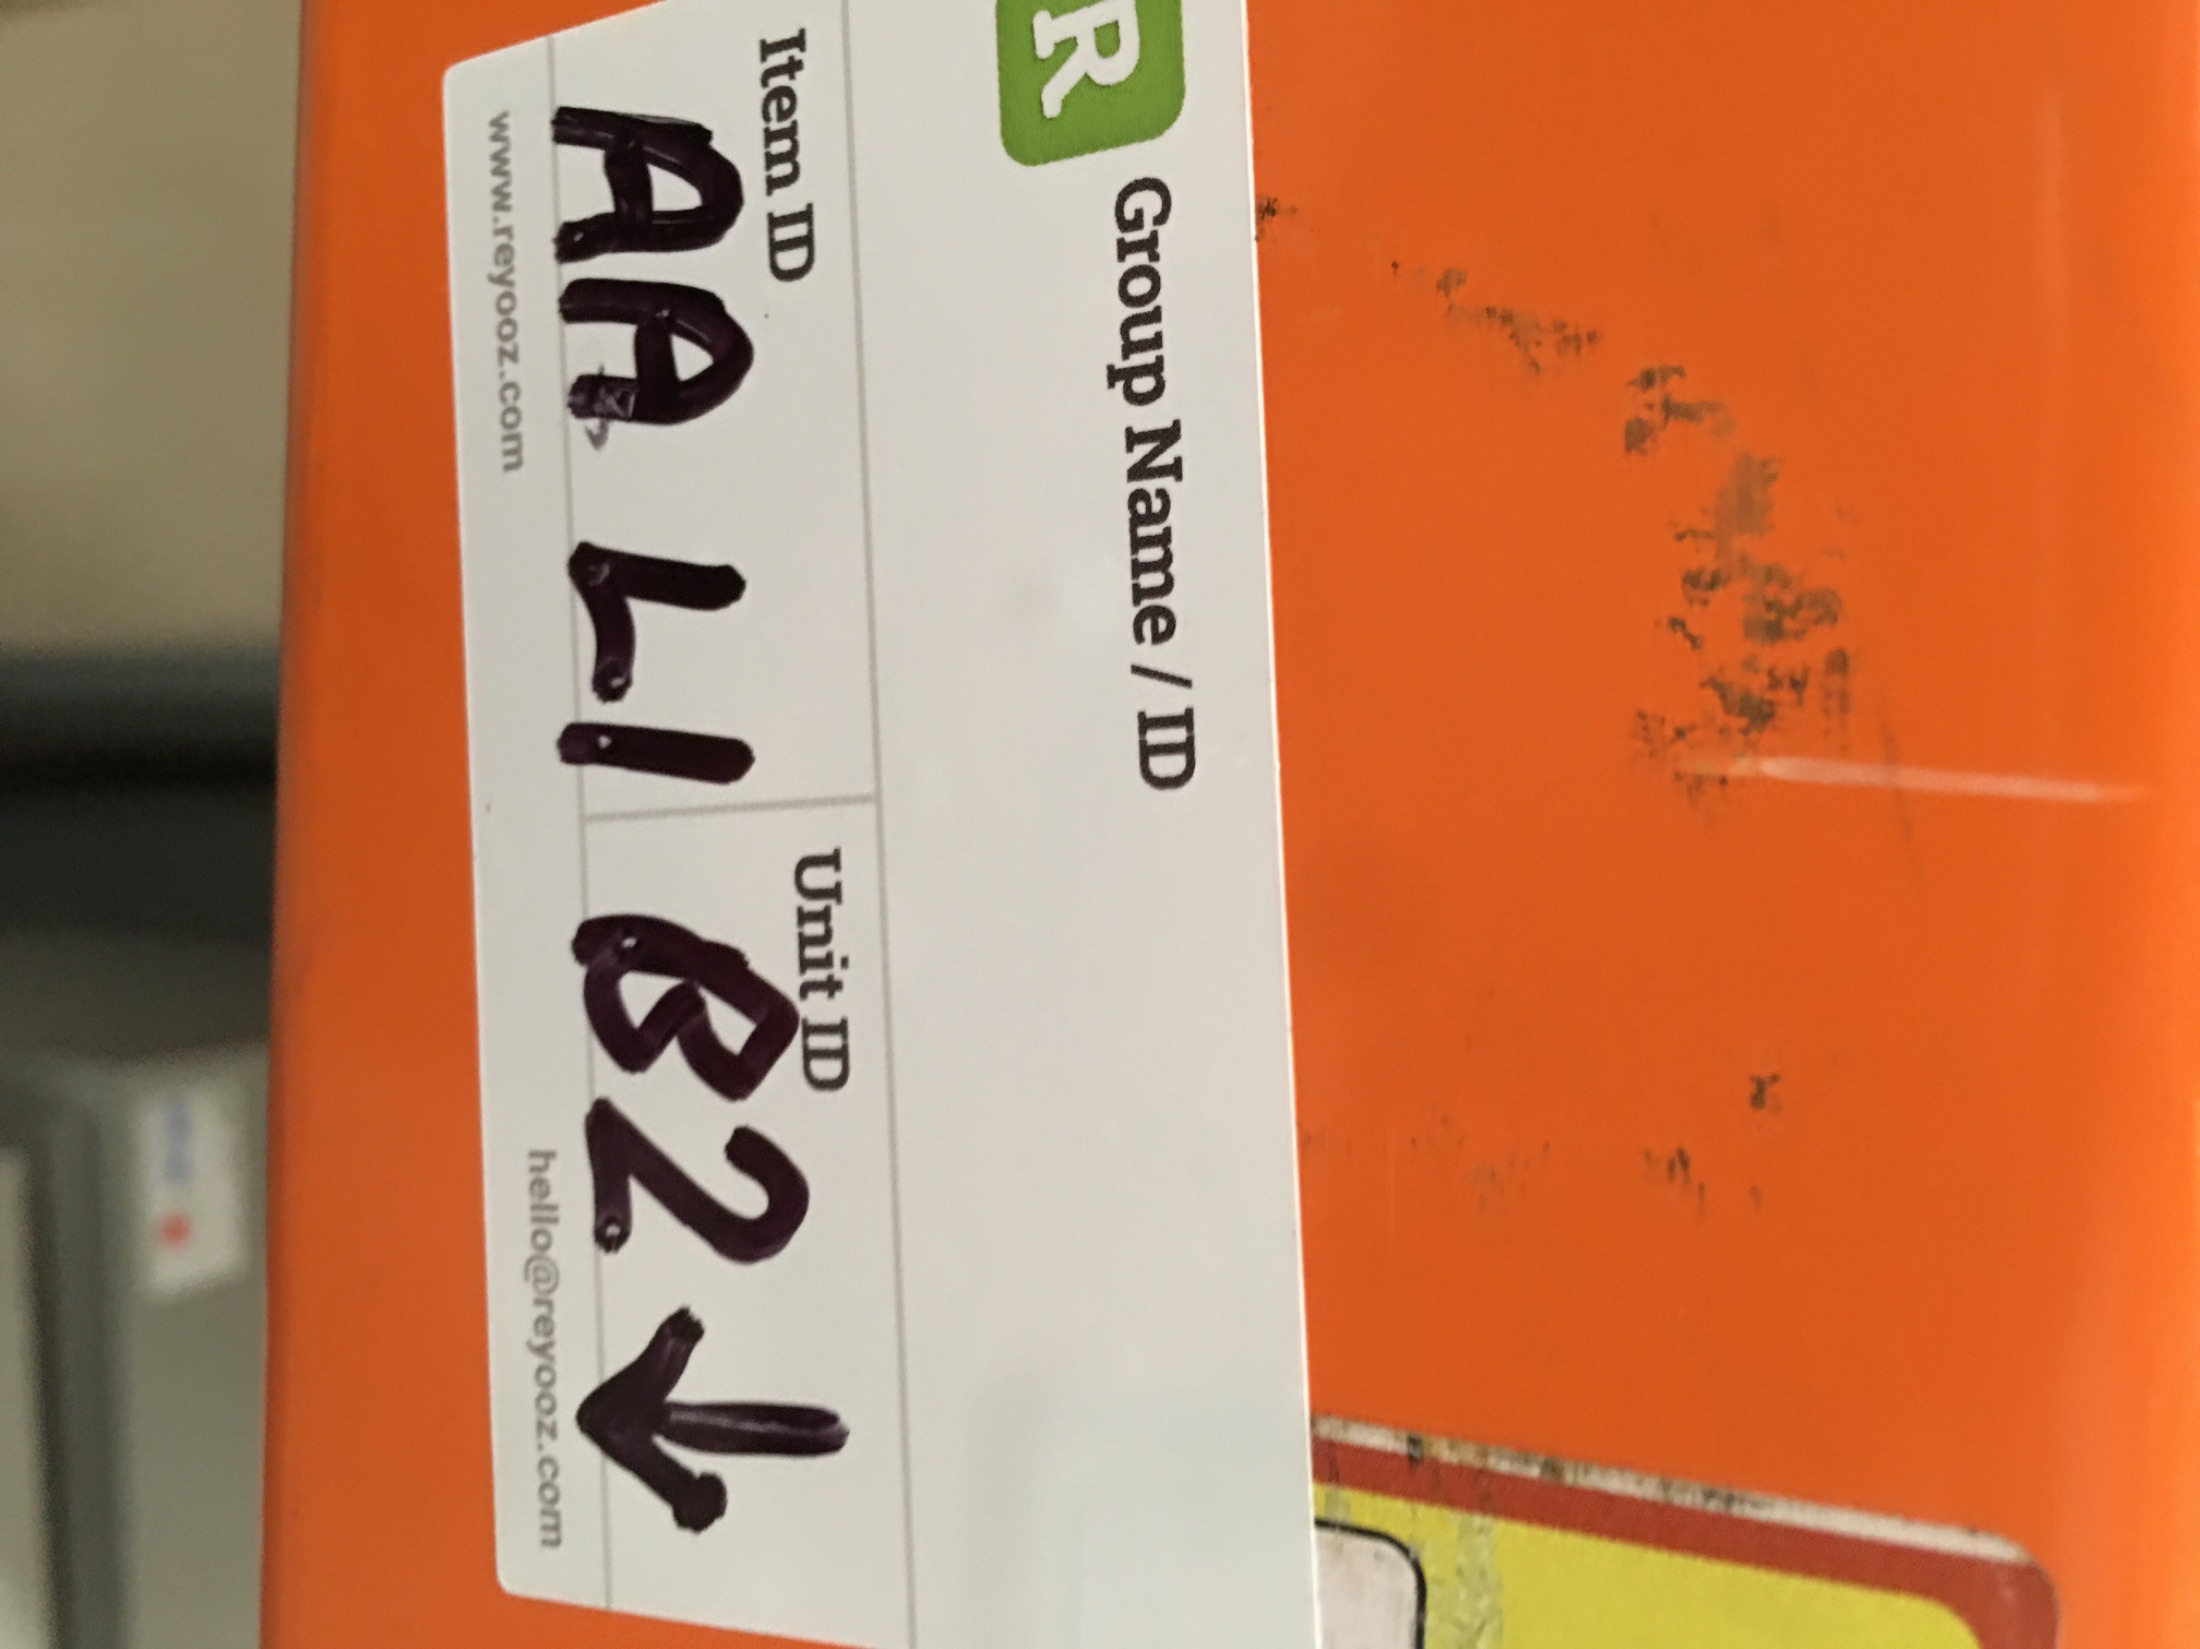 R Group Name / ID
Item ID Unit ID
AA L1 B2 ↓
www.reyooz.com hello@reyooz.com